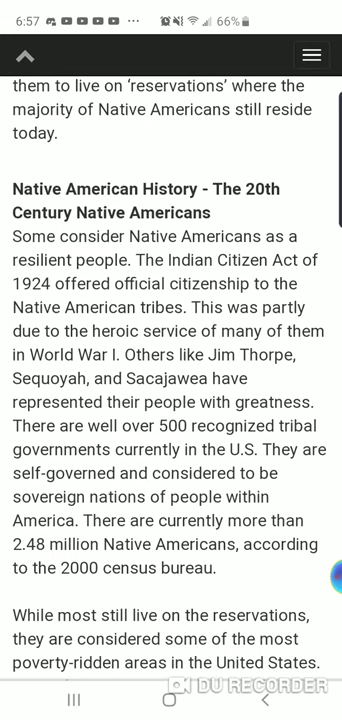 6:57 66%
them to live on ‘reservations’ where the
majority of Native Americans still reside
today.
Native American History - The 20th
Century Native Americans
Some consider Native Americans as a
resilient people. The Indian Citizen Act of
1924 offered official citizenship to the
Native American tribes. This was partly
due to the heroic service of many of them
in World War I. Others like Jim Thorpe,
Sequoyah, and Sacajawea have
represented their people with greatness.
There are well over 500 recognized tribal
governments currently in the U.S. They are
self-governed and considered to be
sovereign nations of people within
America. There are currently more than
2.48 million Native Americans, according
to the 2000 census bureau.
While most still live on the reservations,
they are considered some of the most
poverty-ridden areas in the United States.
DU RECORDER